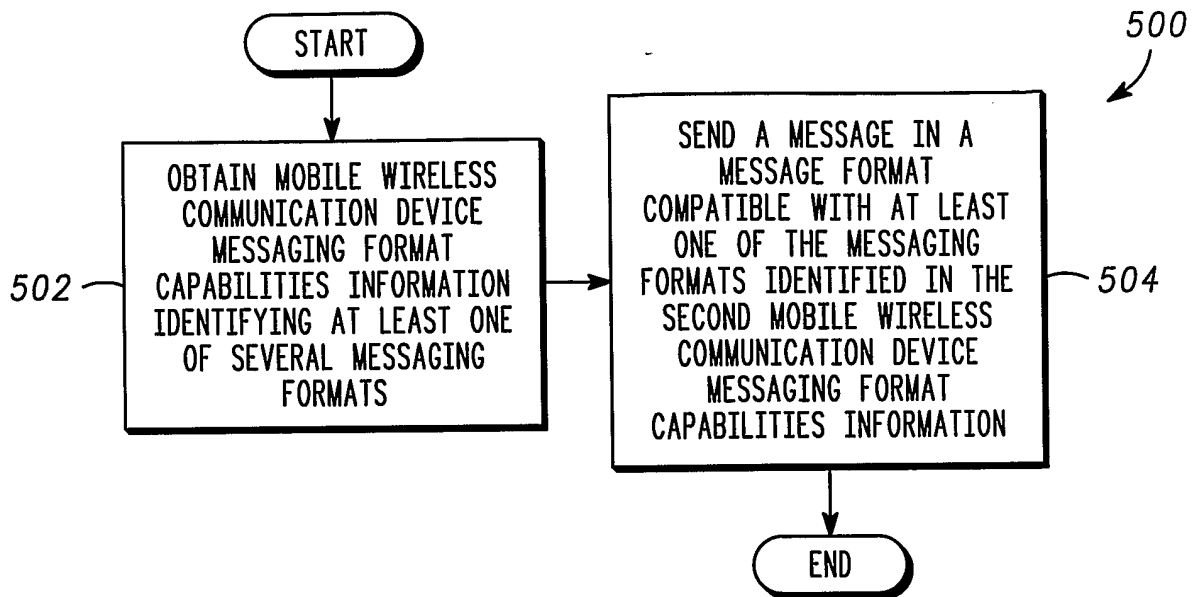 START
500
OBTAIN MOBILE WIRELESS
COMMUNICATION DEVICE
MESSAGING FORMAT
CAPABILITIES INFORMATION
IDENTIFYING AT LEAST ONE
OF SEVERAL MESSAGING
FORMATS
502
SEND A MESSAGE IN A
MESSAGE FORMAT
COMPATIBLE WITH AT LEAST
ONE OF THE MESSAGING
FORMATS IDENTIFIED IN THE
SECOND MOBILE WIRELESS
COMMUNICATION DEVICE
MESSAGING FORMAT
CAPABILITIES INFORMATION
504
END